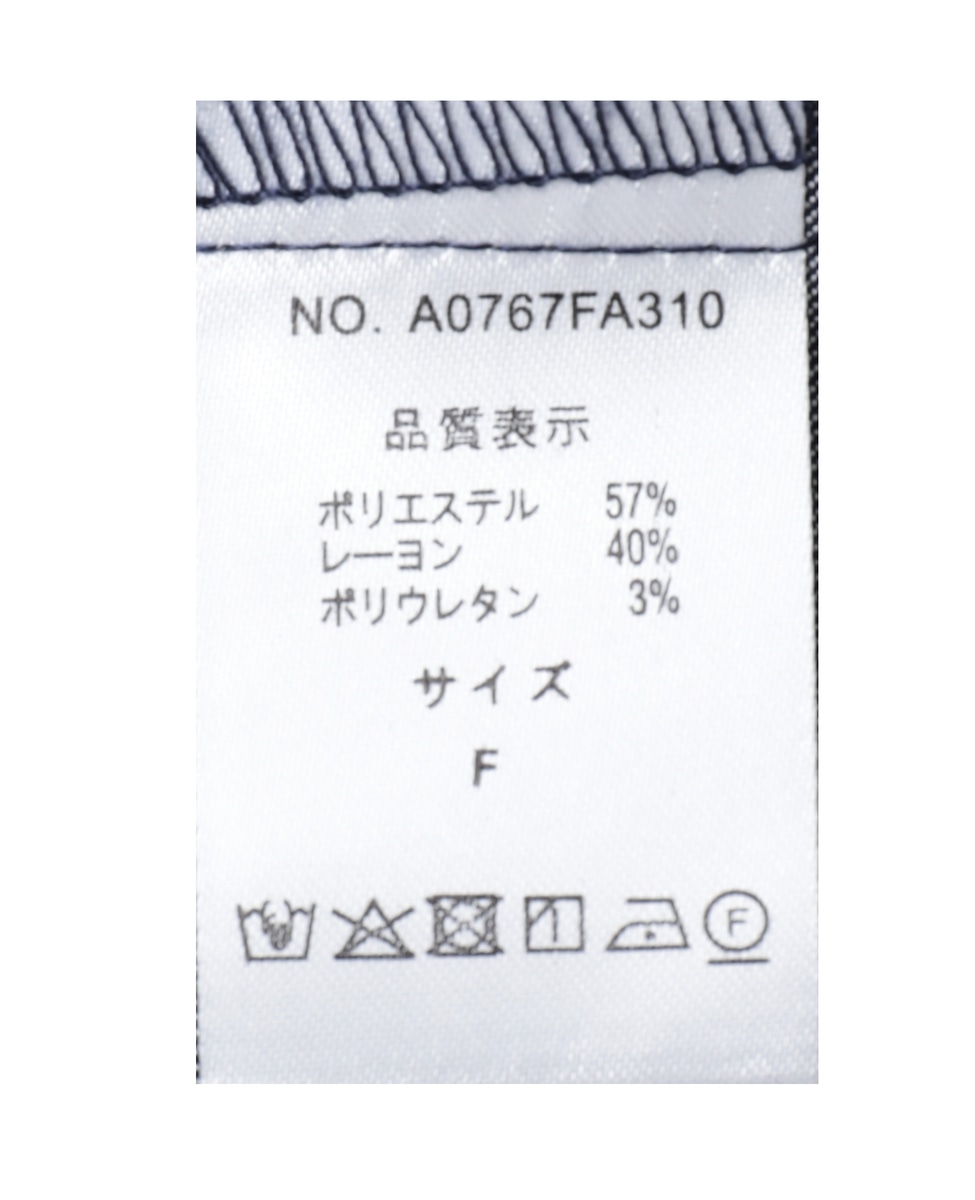 NO. A0767FA310
品質表示
ポリエステル 57%
レーヨン 40%
ポリウレタン 3%
サイズ
F
F